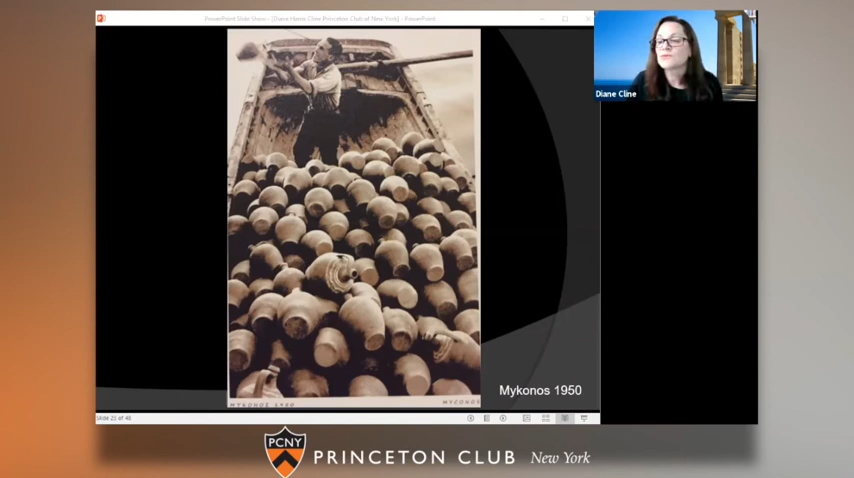 PowerPoint Slide Show - [Diane Harris Cline Princeton Club of New York] - PowerPoint
Diane Cline
MYKONOS 1950
MYCONOS
Mykonos 1950
Slide 21 of 48
PCNY
PRINCETON CLUB New York